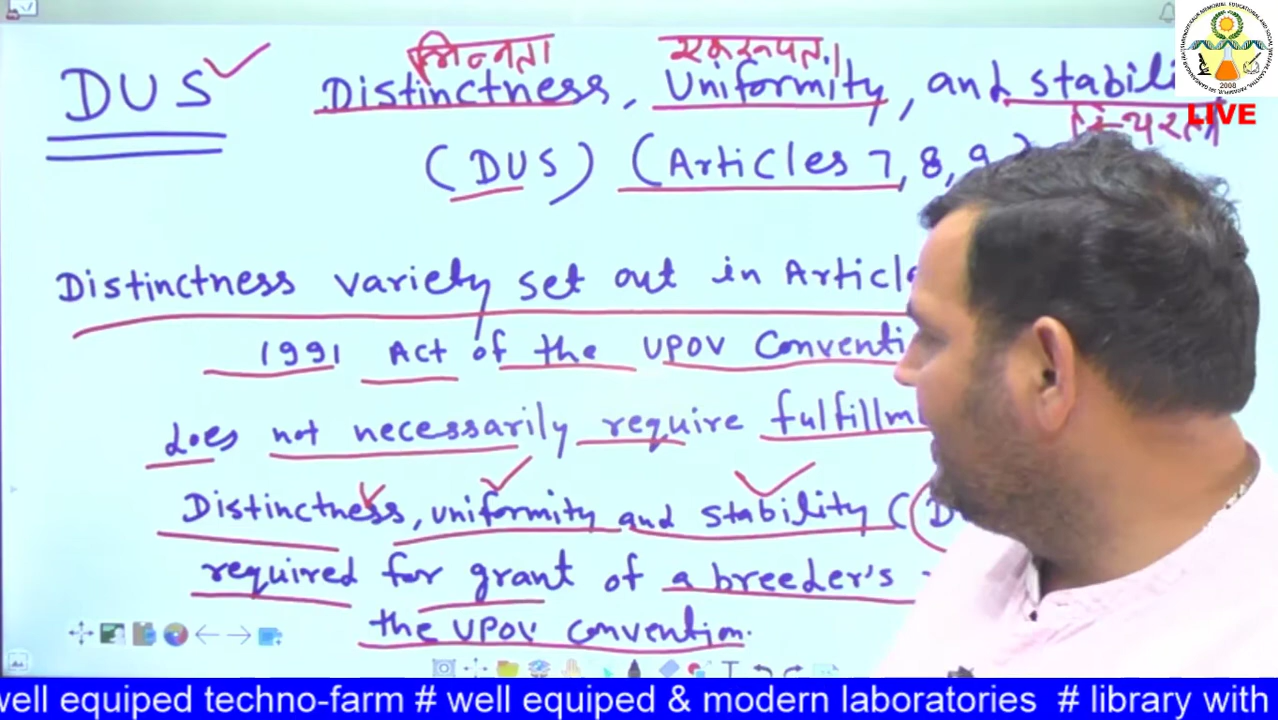 भिन्नता एकरूपता
DUS Distinctness, Uniformity, and stabili
LIVE
स्थिरता
(DUS) (Articles 7, 8, 9
Distinctness variety set out in Article
1991 Act of the UPOV Conventi
does not necessarily require fulfillm
Distinctness, uniformity and stability (D
required for grant of a breeder's
the UPOV convention.
well equiped techno-farm # well equiped & modern laboratories # library with
2008